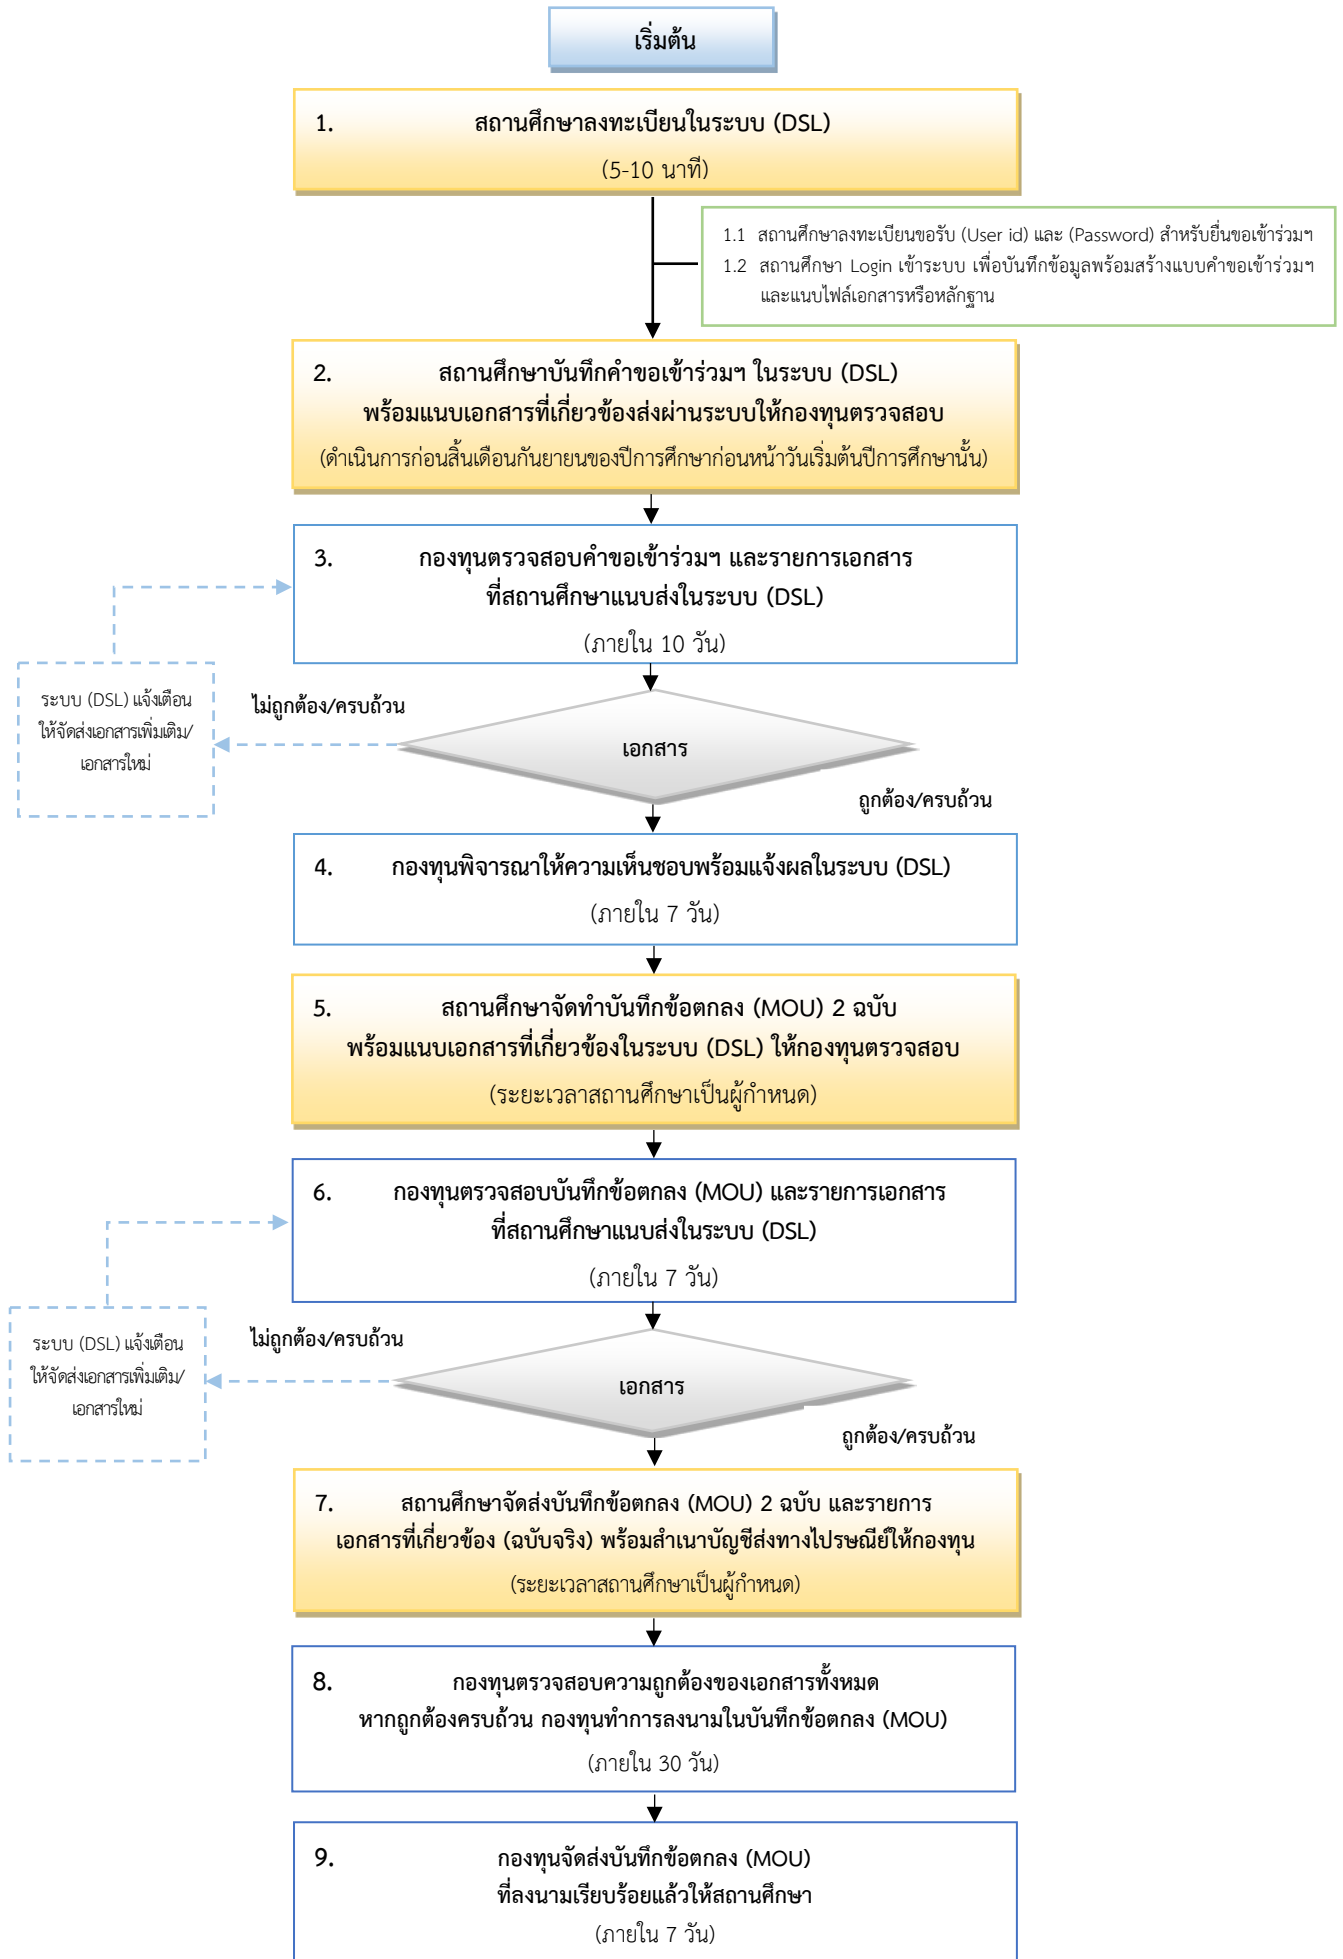 เริ่มต้น
1. สถานศึกษาลงทะเบียนในระบบ (DSL)
(5-10 นาที)
1.1 สถานศึกษาลงทะเบียนขอรับ (User id) และ (Password) สำหรับยื่นขอเข้าร่วมฯ
1.2 สถานศึกษา Login เข้าระบบ เพื่อบันทึกข้อมูลพร้อมสร้างแบบคำขอเข้าร่วมฯ
และแนบไฟล์เอกสารหรือหลักฐาน
2. สถานศึกษาบันทึกคำขอเข้าร่วมฯ ในระบบ (DSL)
พร้อมแนบเอกสารที่เกี่ยวข้องส่งผ่านระบบให้กองทุนตรวจสอบ
(ดำเนินการก่อนสิ้นเดือนกันยายนของปีการศึกษาก่อนหน้าวันเริ่มต้นปีการศึกษานั้น)
3. กองทุนตรวจสอบคำขอเข้าร่วมฯ และรายการเอกสาร
ที่สถานศึกษาแนบส่งในระบบ (DSL)
(ภายใน 10 วัน)
ระบบ (DSL) แจ้งเตือน
ให้จัดส่งเอกสารเพิ่มเติม/
เอกสารใหม่
ไม่ถูกต้อง/ครบถ้วน
เอกสาร
ถูกต้อง/ครบถ้วน
4. กองทุนพิจารณาให้ความเห็นชอบพร้อมแจ้งผลในระบบ (DSL)
(ภายใน 7 วัน)
5. สถานศึกษาจัดทำบันทึกข้อตกลง (MOU) 2 ฉบับ
พร้อมแนบเอกสารที่เกี่ยวข้องในระบบ (DSL) ให้กองทุนตรวจสอบ
(ระยะเวลาสถานศึกษาเป็นผู้กำหนด)
6. กองทุนตรวจสอบบันทึกข้อตกลง (MOU) และรายการเอกสาร
ที่สถานศึกษาแนบส่งในระบบ (DSL)
(ภายใน 7 วัน)
ระบบ (DSL) แจ้งเตือน
ให้จัดส่งเอกสารเพิ่มเติม/
เอกสารใหม่
ไม่ถูกต้อง/ครบถ้วน
เอกสาร
ถูกต้อง/ครบถ้วน
7. สถานศึกษาจัดส่งบันทึกข้อตกลง (MOU) 2 ฉบับ และรายการ
เอกสารที่เกี่ยวข้อง (ฉบับจริง) พร้อมสำเนาบัญชีส่งทางไปรษณีย์ให้กองทุน
(ระยะเวลาสถานศึกษาเป็นผู้กำหนด)
8. กองทุนตรวจสอบความถูกต้องของเอกสารทั้งหมด
หากถูกต้องครบถ้วน กองทุนทำการลงนามในบันทึกข้อตกลง (MOU)
(ภายใน 30 วัน)
9. กองทุนจัดส่งบันทึกข้อตกลง (MOU)
ที่ลงนามเรียบร้อยแล้วให้สถานศึกษา
(ภายใน 7 วัน)